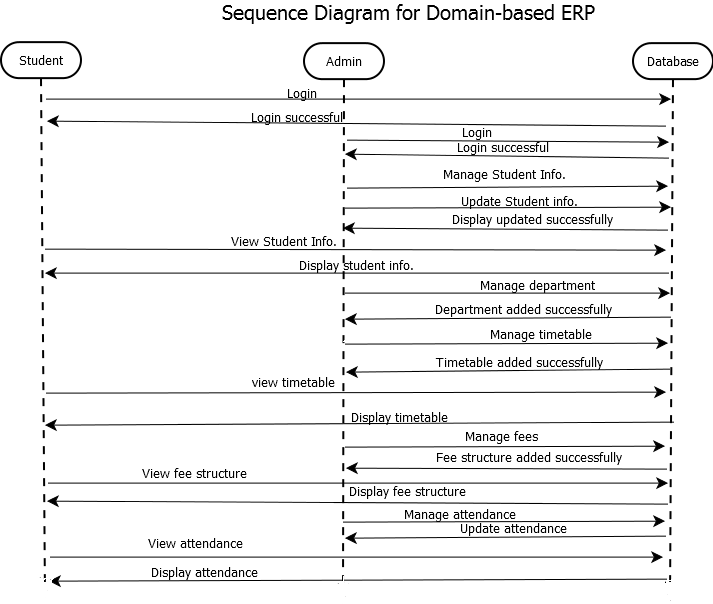 Sequence Diagram for Domain-based ERP
Student
Admin
Database
Login
Login successful
Login
Login successful
Manage Student Info.
Update Student info.
Display updated successfully
View Student Info.
Display student info.
Manage department
Department added successfully
Manage timetable
Timetable added successfully
view timetable
Display timetable
Manage fees
Fee structure added successfully
View fee structure
Display fee structure
Manage attendance
Update attendance
View attendance
Display attendance